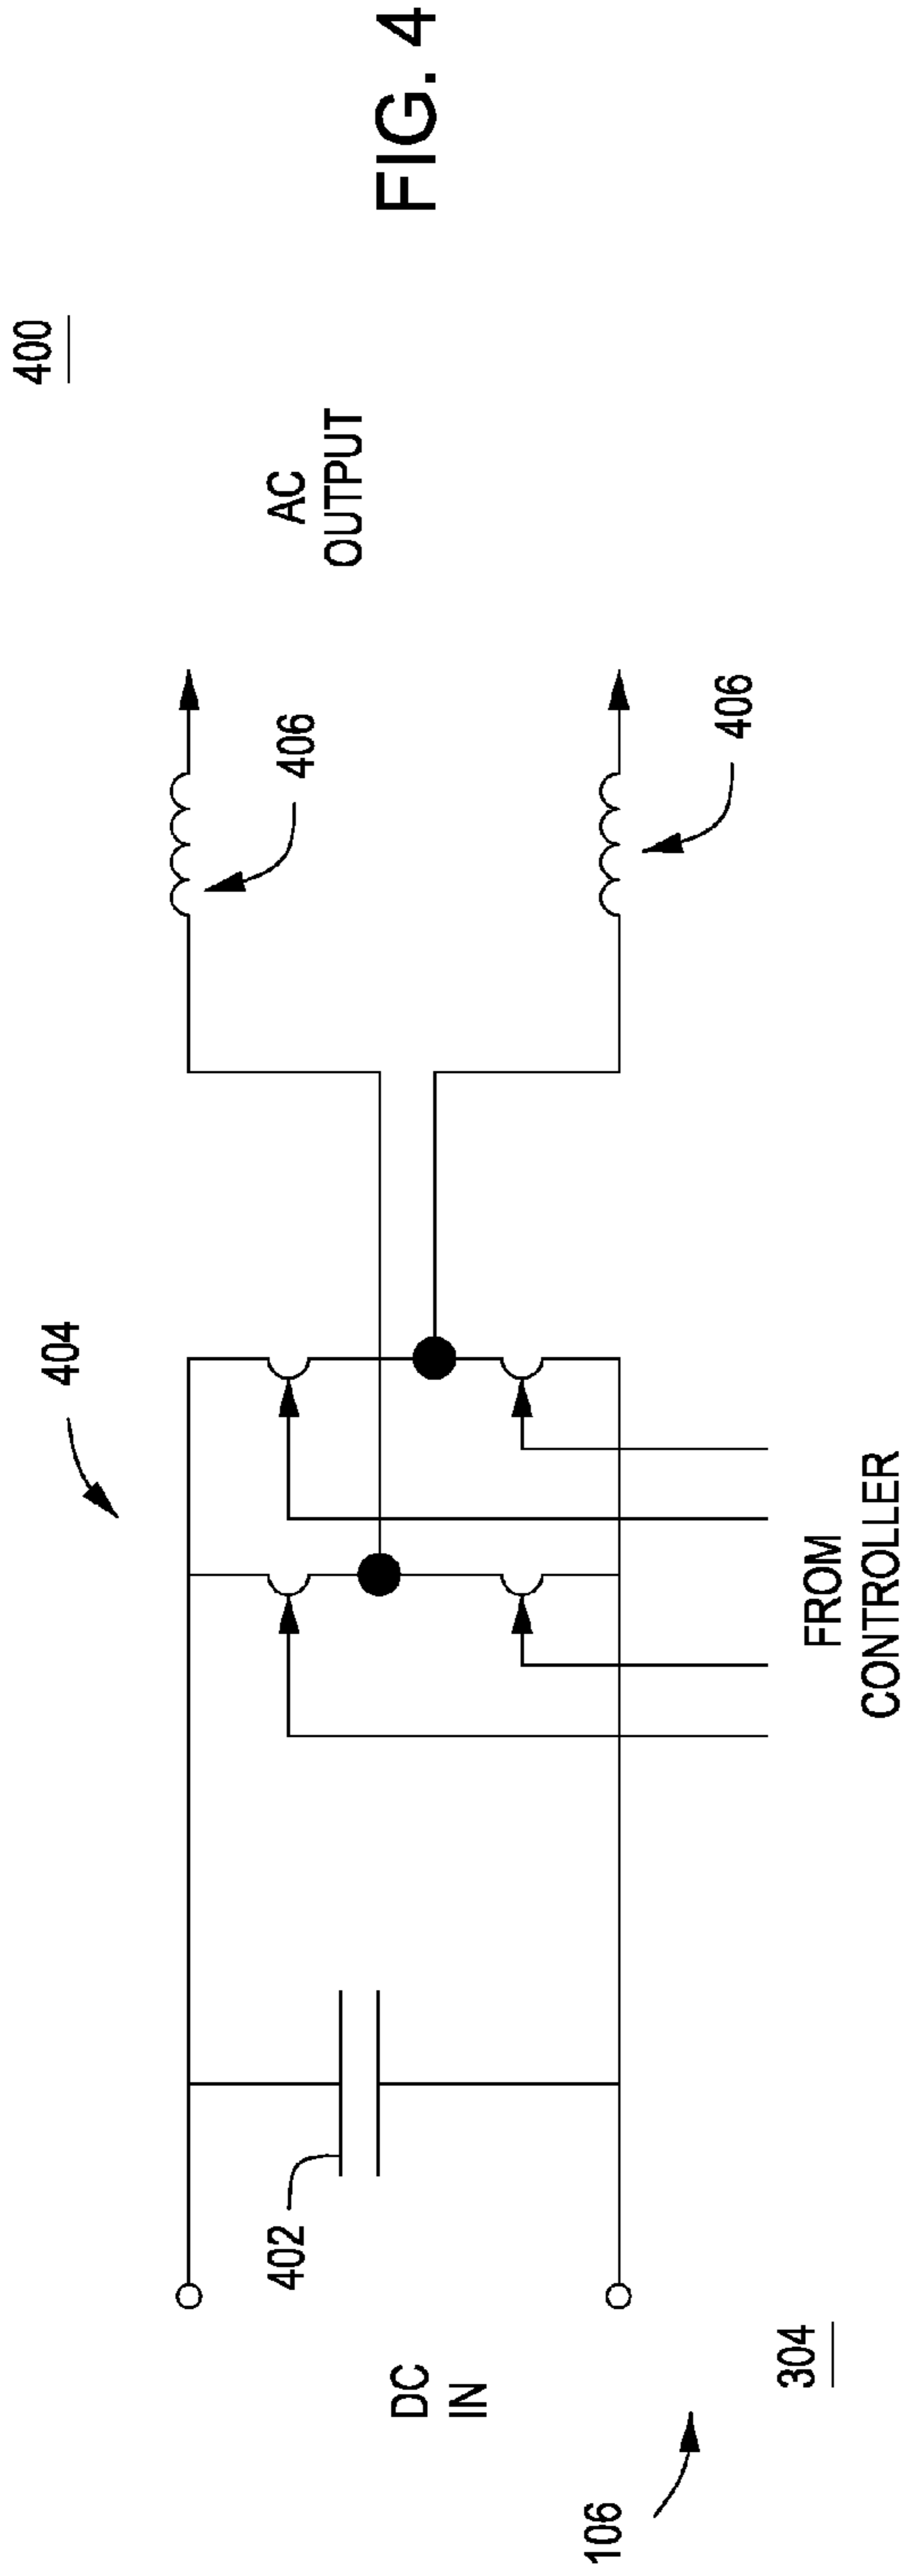 400
404
AC
OUTPUT
406
402
DC
IN
406
FROM
CONTROLLER
106
304
FIG. 4